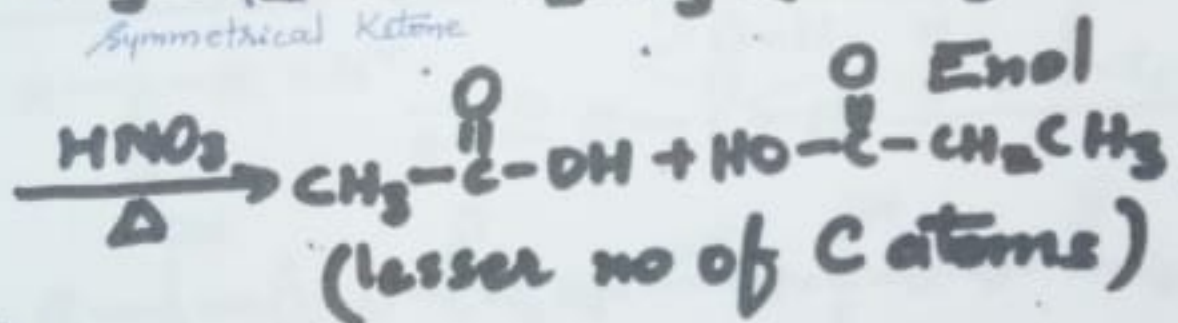 Symmetrical Ketone
O O Enol
HNO3 CH3-C-OH + HO-C-CH2CH3
Δ
(lesser no of C atoms)